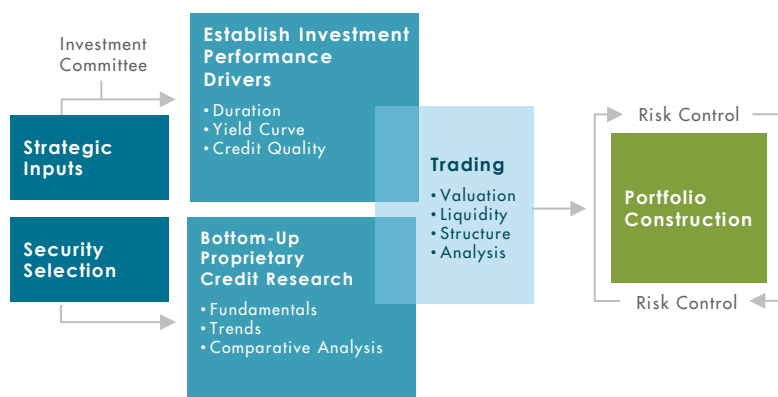 Investment
Committee
Strategic
Inputs
Establish Investment
Performance
Drivers
• Duration
• Yield Curve
• Credit Quality
Security
Selection
Bottom-Up
Proprietary
Credit Research
• Fundamentals
• Trends
• Comparative Analysis
Trading
• Valuation
• Liquidity
• Structure
• Analysis
Risk Control
Portfolio
Construction
Risk Control